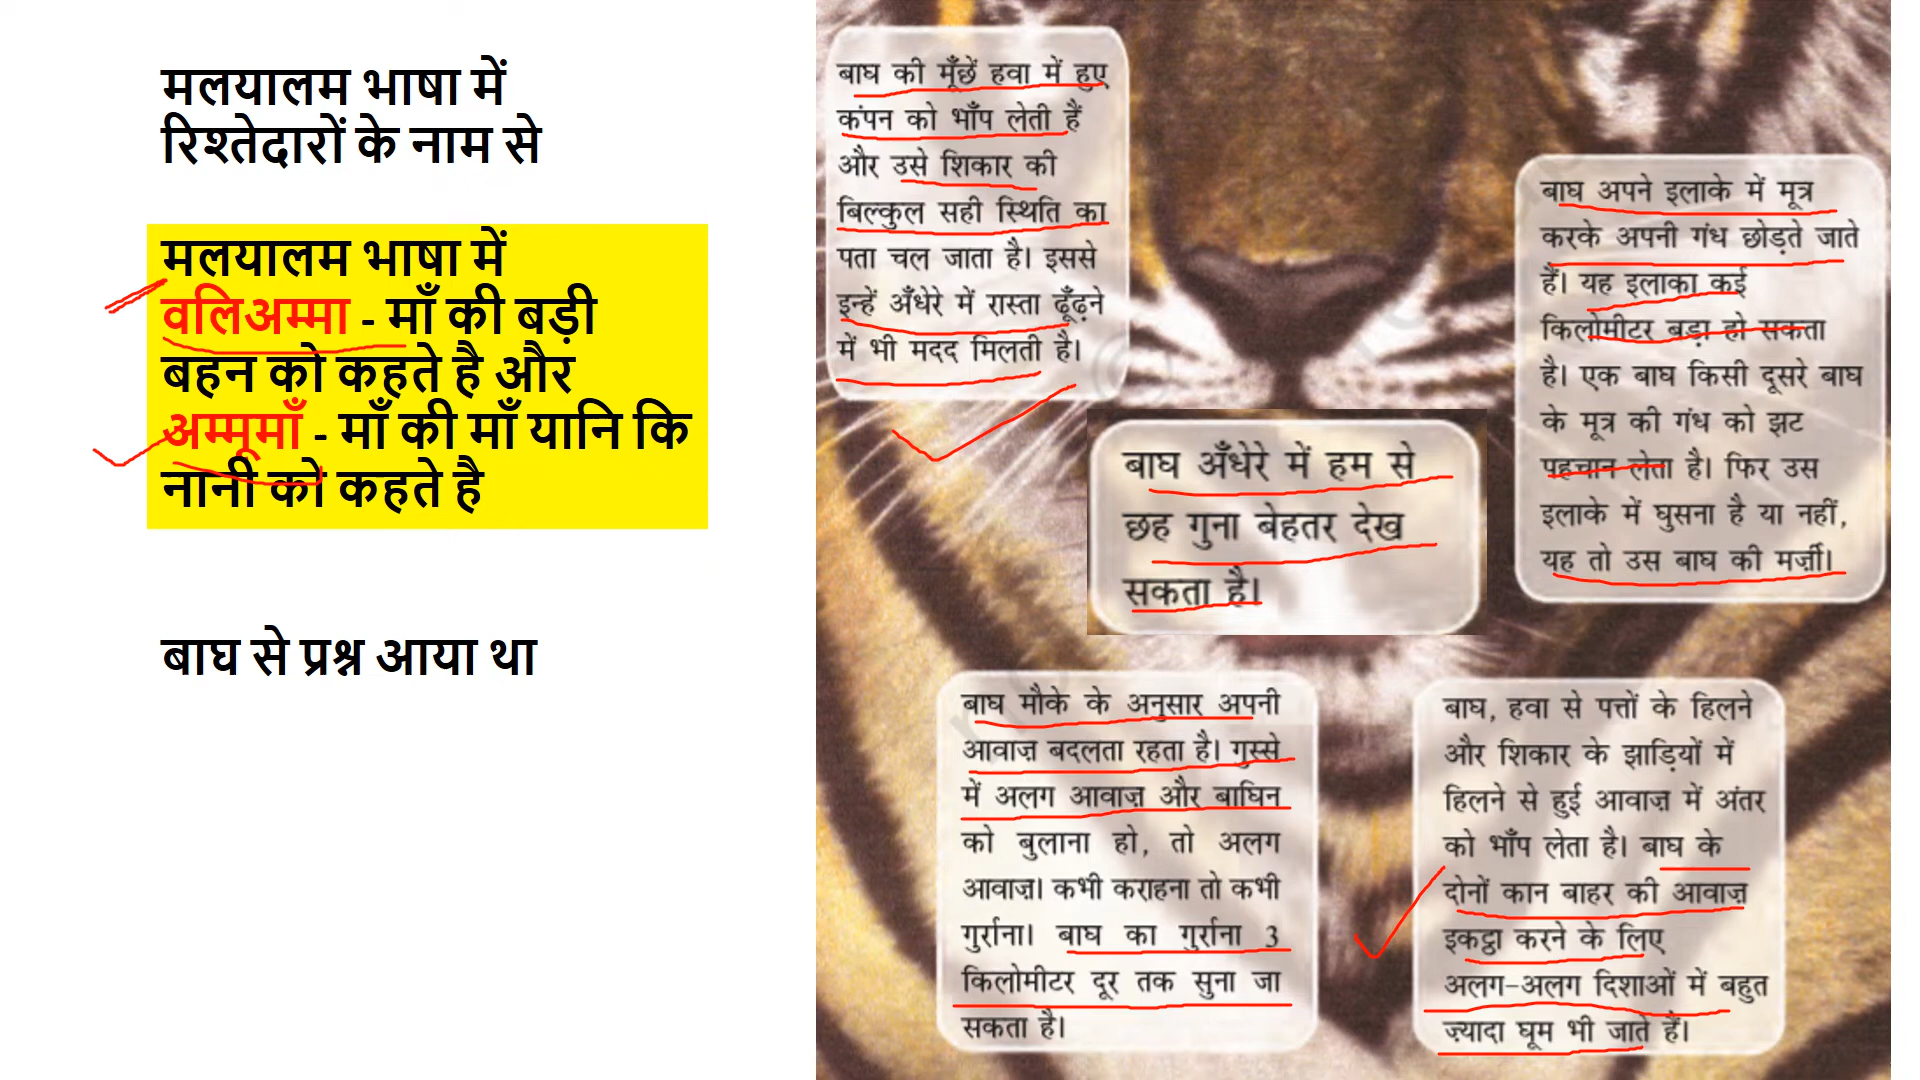 मलयालम भाषा में
रिश्तेदारों के नाम से
मलयालम भाषा में
वलिअम्मा - माँ की बड़ी
बहन को कहते है और
अम्मूमाँ - माँ की माँ यानि कि
नानी को कहते है
बाघ से प्रश्न आया था
बाघ की मूँछें हवा में हुए
कंपन को भाँप लेती हैं
और उसे शिकार की
बिल्कुल सही स्थिति का
पता चल जाता है। इससे
इन्हें अँधेरे में रास्ता ढूँढ़ने
में भी मदद मिलती है।
बाघ अँधेरे में हम से
छह गुना बेहतर देख
सकता है।
बाघ अपने इलाके में मूत्र
करके अपनी गंध छोड़ते जाते
हैं। यह इलाका कई
किलोमीटर बड़ा हो सकता
है। एक बाघ किसी दूसरे बाघ
के मूत्र की गंध को झट
पहचान लेता है। फिर उस
इलाके में घुसना है या नहीं,
यह तो उस बाघ की मर्ज़ी।
बाघ मौके के अनुसार अपनी
आवाज़ बदलता रहता है। गुस्से
में अलग आवाज़ और बाघिन
को बुलाना हो, तो अलग
आवाज़। कभी कराहना तो कभी
गुर्राना। बाघ का गुर्राना 3
किलोमीटर दूर तक सुना जा
सकता है।
बाघ, हवा से पत्तों के हिलने
और शिकार के झाड़ियों में
हिलने से हुई आवाज़ में अंतर
को भाँप लेता है। बाघ के
दोनों कान बाहर की आवाज़
इकट्ठा करने के लिए
अलग-अलग दिशाओं में बहुत
ज़्यादा घूम भी जाते हैं।